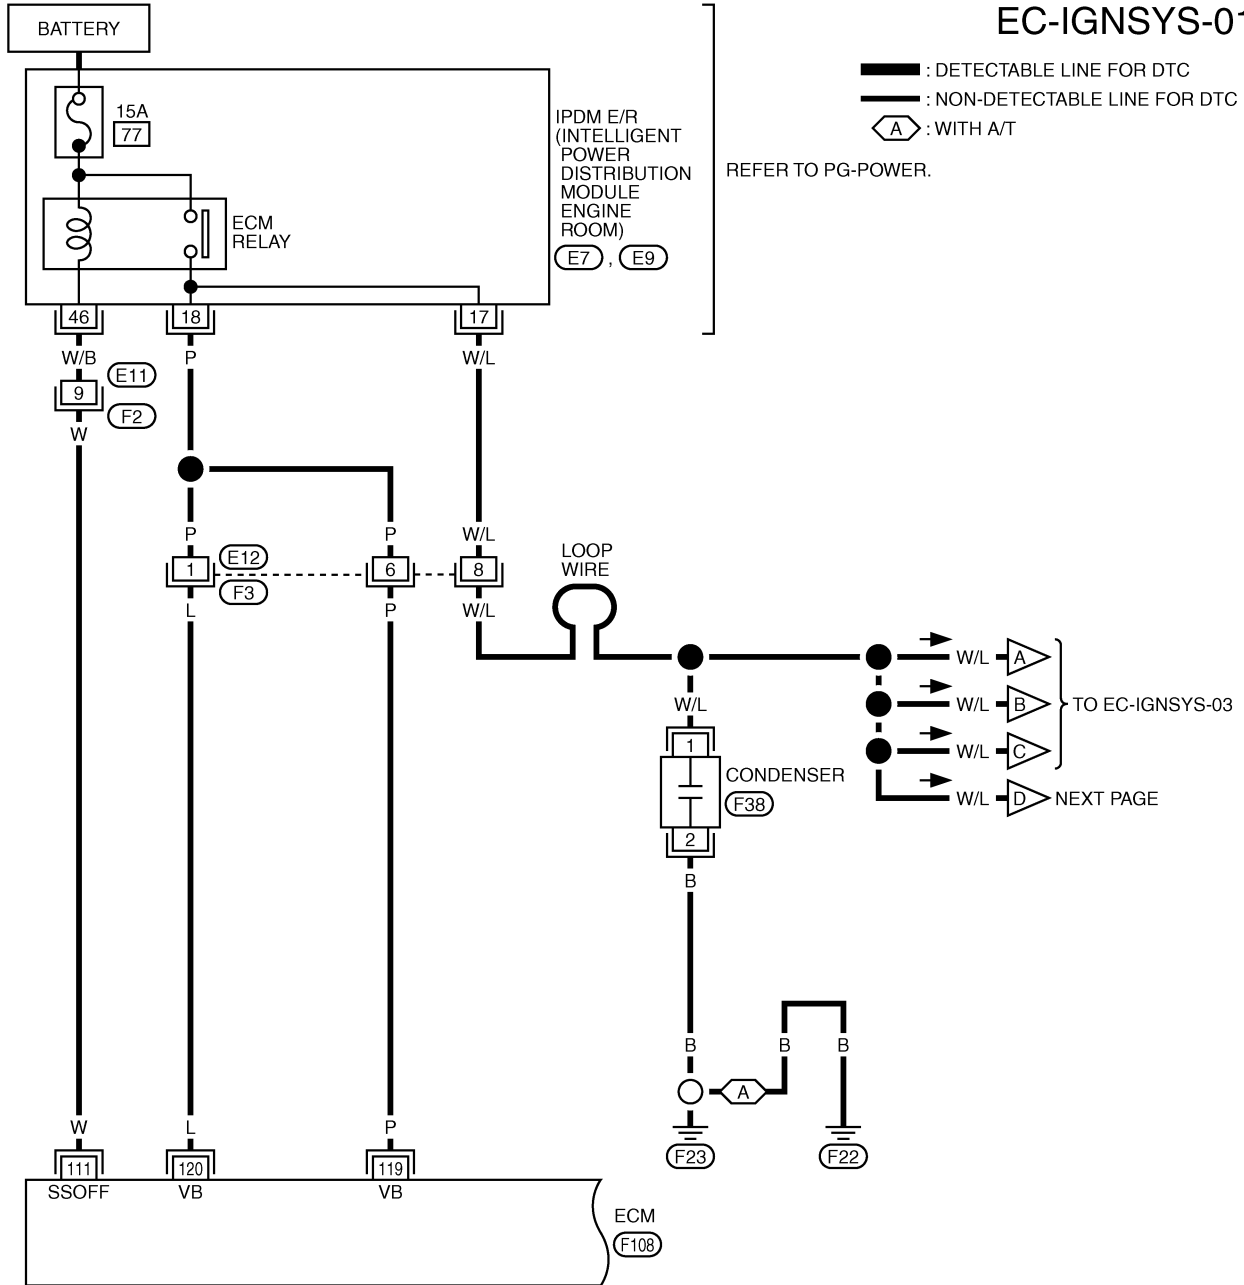 EC-IGNSYS-01
BATTERY
: DETECTABLE LINE FOR DTC
: NON-DETECTABLE LINE FOR DTC
A : WITH A/T
15A
77
IPDM E/R
(INTELLIGENT
POWER
DISTRIBUTION
MODULE
ENGINE
ROOM)
E7 , E9
REFER TO PG-POWER.
ECM
RELAY
46 18 17
W/B P W/L
E11
9
F2
W
P P W/L
1 E12 6 8
F3
L P W/L
LOOP
WIRE
W/L A
W/L B
W/L C
TO EC-IGNSYS-03
W/L D NEXT PAGE
W/L
1
CONDENSER
F38
2
B
B B B
A
F23 F22
W L P
111 120 119
SSOFF VB VB
ECM
F108